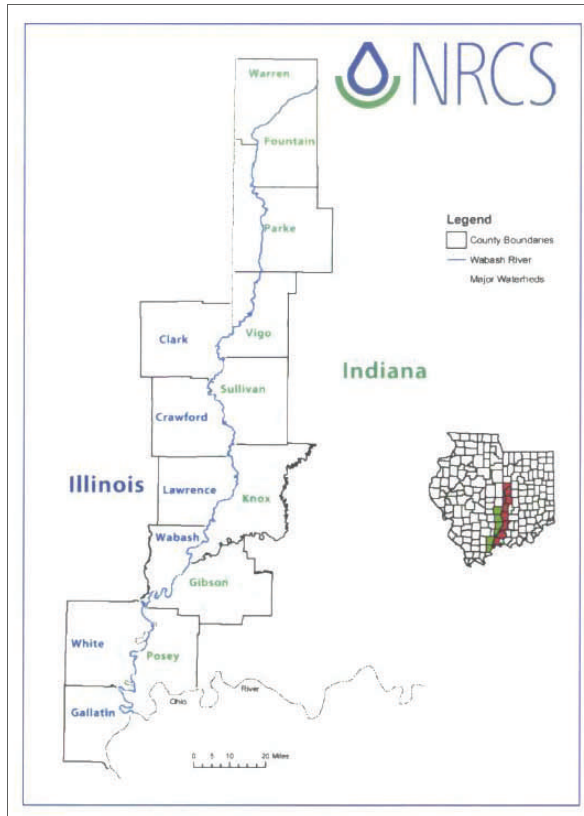 NRCS
Warren
Fountain
Parke
Legend
County Boundaries
Wabash River
Major Waterheds
Clark
Vigo
Indiana
Sullivan
Crawford
Illinois
Lawrence
Knox
Wabash
Gibson
White
Posey
Gallatin
Ohio
River
0 5 10 20 Miles